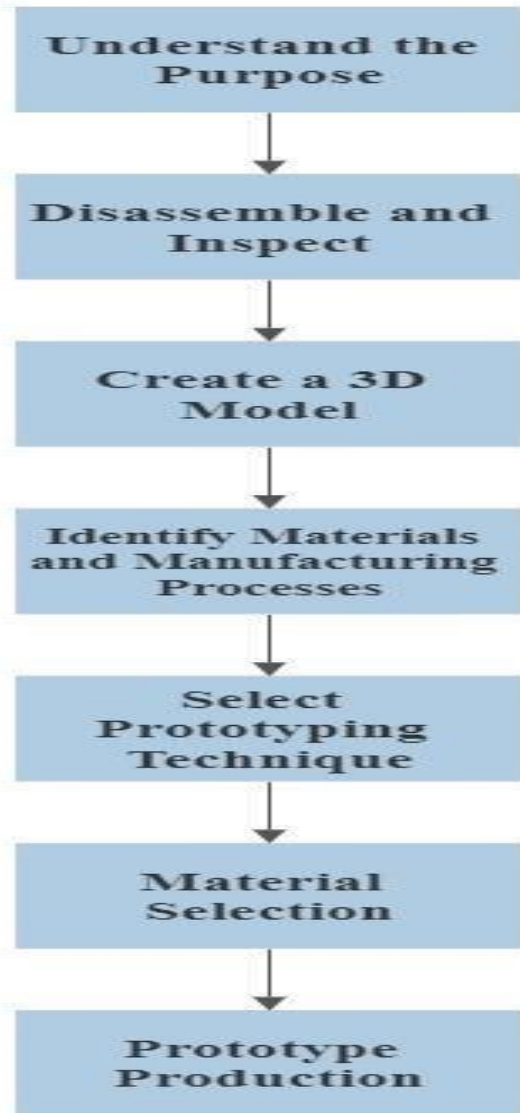 Understand the
Purpose
Disassemble and
Inspect
Create a 3D
Model
Identify Materials
and Manufacturing
Processes
Select
Prototyping
Technique
Material
Selection
Prototype
Production